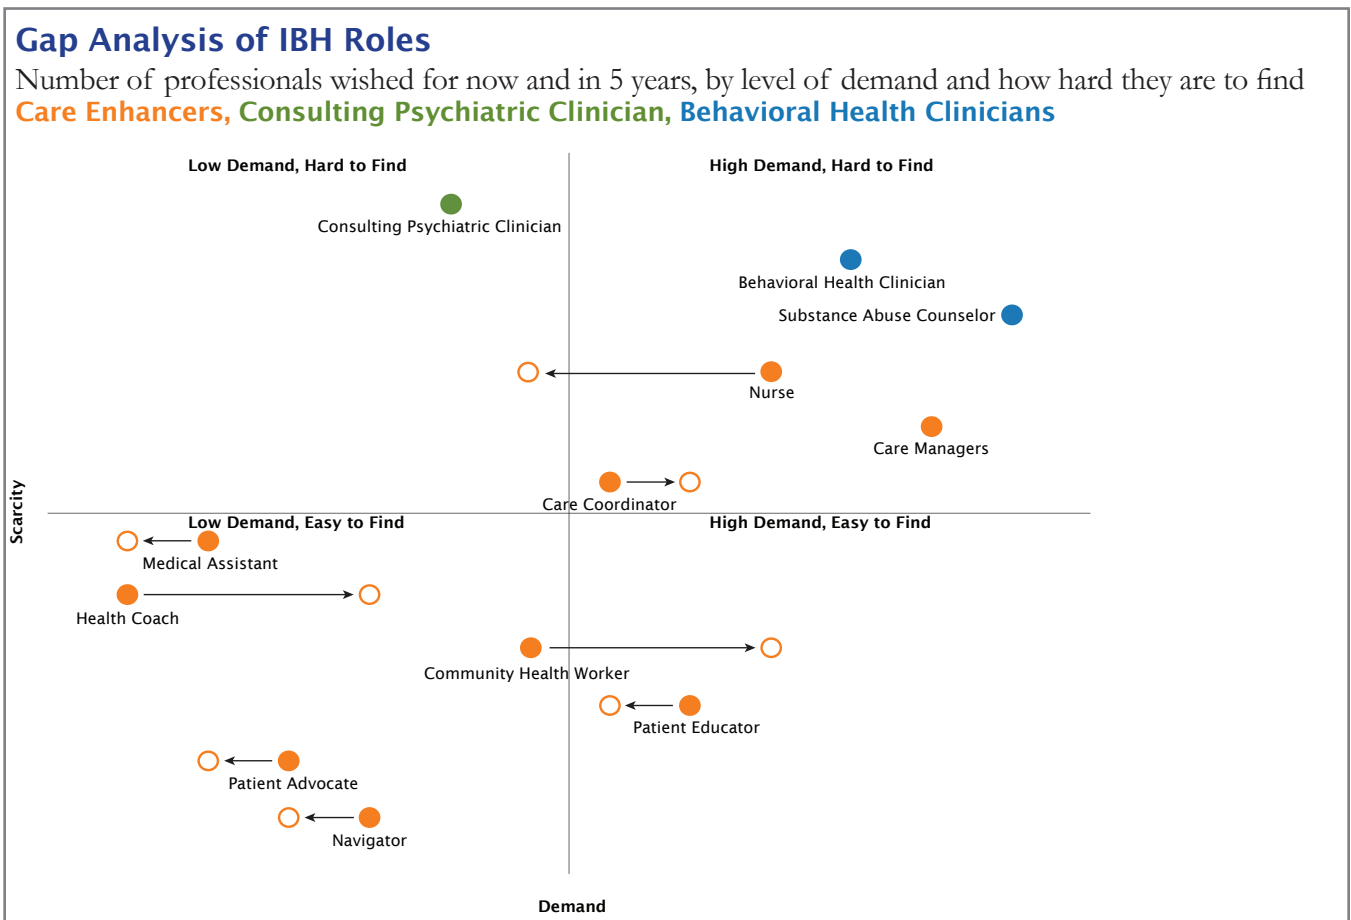 Gap Analysis of IBH Roles
Number of professionals wished for now and in 5 years, by level of demand and how hard they are to find
Care Enhancers, Consulting Psychiatric Clinician, Behavioral Health Clinicians
Low Demand, Hard to Find
High Demand, Hard to Find
Consulting Psychiatric Clinician
Behavioral Health Clinician
Substance Abuse Counselor
Nurse
Care Managers
Care Coordinator
Scarcity
Low Demand, Easy to Find
High Demand, Easy to Find
Medical Assistant
Health Coach
Community Health Worker
Patient Educator
Patient Advocate
Navigator
Demand